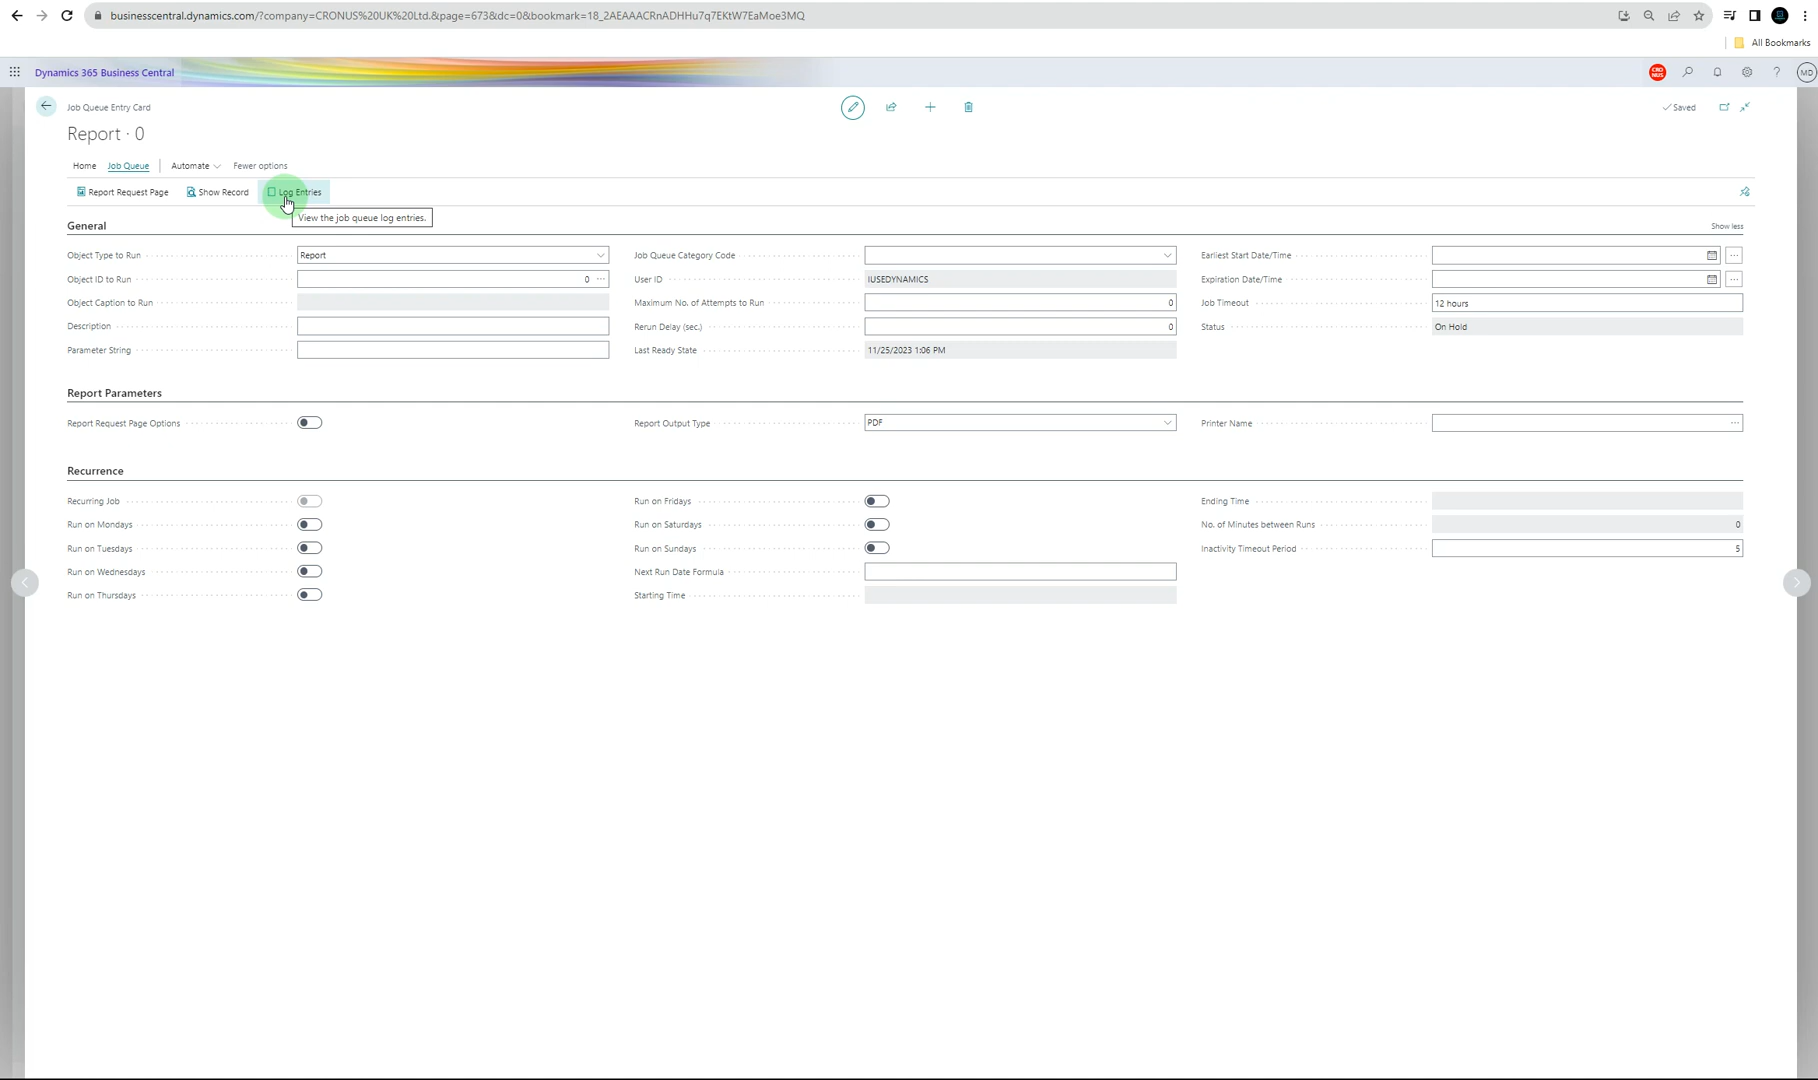 businesscentral.dynamics.com/?company=CRONUS%20UK%20Ltd.&page=673&dc=0&bookmark=18_2AEAAACRnADHHu7q7EKtW7EaMoe3MQ
All Bookmarks
Dynamics 365 Business Central
CRO NUS
?
MD
Job Queue Entry Card
Saved
Report · 0
Home Job Queue Automate Fewer options
Report Request Page Show Record Log Entries
View the job queue log entries.
General
Show less
Object Type to Run Report Job Queue Category Code Earliest Start Date/Time
Object ID to Run 0 User ID IUSEDYNAMICS Expiration Date/Time
Object Caption to Run Maximum No. of Attempts to Run 0 Job Timeout 12 hours
Description Rerun Delay (sec.) 0 Status On Hold
Parameter String Last Ready State 11/25/2023 1:06 PM
Report Parameters
Report Request Page Options Report Output Type PDF Printer Name
Recurrence
Recurring Job Run on Fridays Ending Time
Run on Mondays Run on Saturdays No. of Minutes between Runs 0
Run on Tuesdays Run on Sundays Inactivity Timeout Period 5
Run on Wednesdays Next Run Date Formula
Run on Thursdays Starting Time